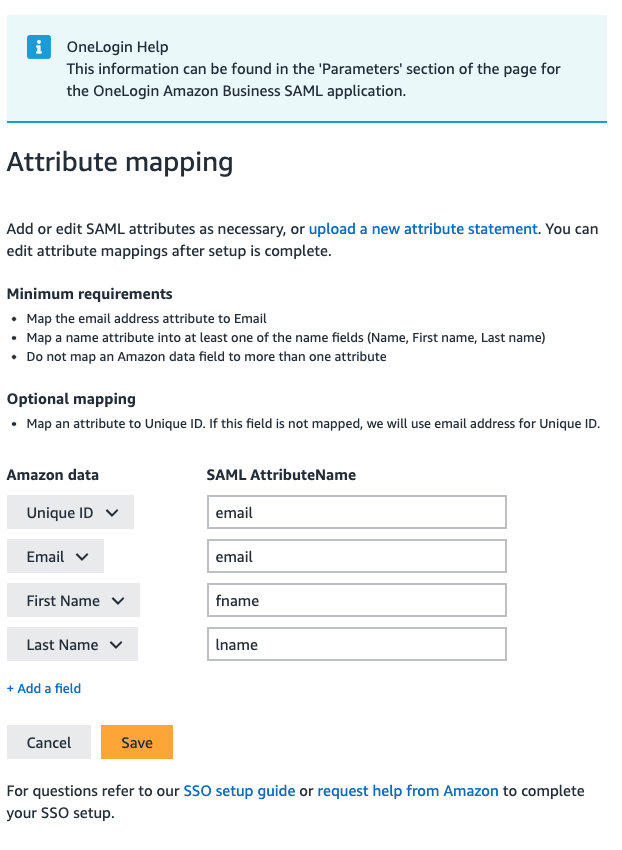 OneLogin Help
This information can be found in the 'Parameters' section of the page for
the OneLogin Amazon Business SAML application.
Attribute mapping
Add or edit SAML attributes as necessary, or upload a new attribute statement. You can
edit attribute mappings after setup is complete.
Minimum requirements
• Map the email address attribute to Email
• Map a name attribute into at least one of the name fields (Name, First name, Last name)
• Do not map an Amazon data field to more than one attribute
Optional mapping
• Map an attribute to Unique ID. If this field is not mapped, we will use email address for Unique ID.
Amazon data SAML AttributeName
Unique ID email
Email email
First Name fname
Last Name lname
+ Add a field
Cancel Save
For questions refer to our SSO setup guide or request help from Amazon to complete
your SSO setup.